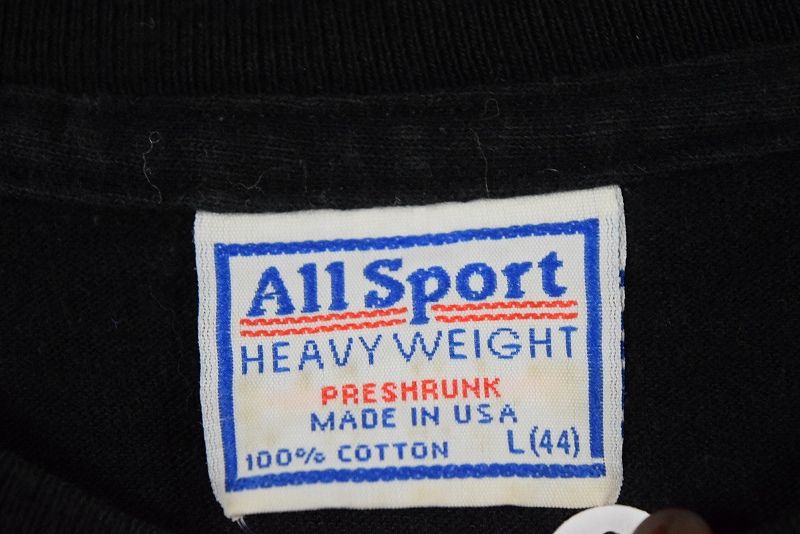 All Sport
HEAVY WEIGHT
PRESHRUNK
MADE IN USA
100% COTTON L(44)